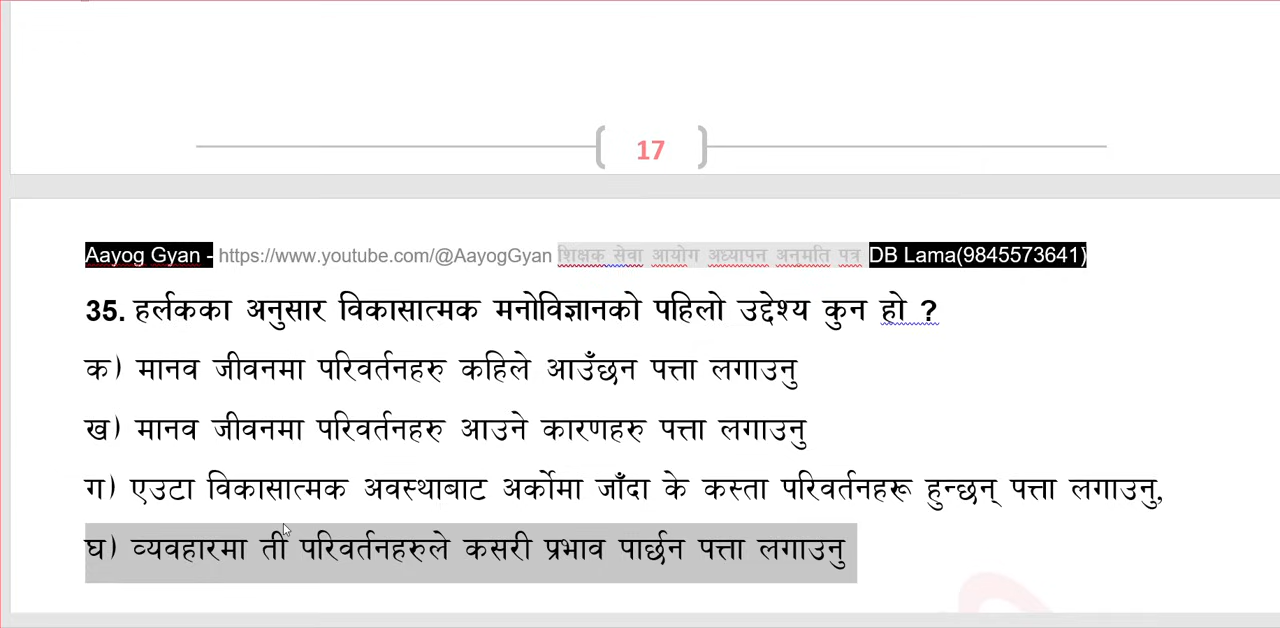 17
Aayog Gyan - https://www.youtube.com/@AayogGyan शिक्षक सेवा आयोग अध्यापन अनुमति पत्र DB Lama(9845573641)
35. हर्लकका अनुसार विकासात्मक मनोविज्ञानको पहिलो उद्देश्य कुन हो ?
क) मानव जीवनमा परिवर्तनहरु कहिले आउँछन पत्ता लगाउनु
ख) मानव जीवनमा परिवर्तनहरु आउने कारणहरु पत्ता लगाउनु
ग) एउटा विकासात्मक अवस्थाबाट अर्कोमा जाँदा के कस्ता परिवर्तनहरू हुन्छन् पत्ता लगाउनु,
घ) व्यवहारमा ती परिवर्तनहरुले कसरी प्रभाव पार्छन पत्ता लगाउनु